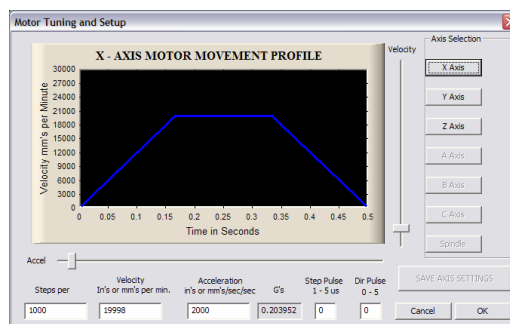 Motor Tuning and Setup
X - AXIS MOTOR MOVEMENT PROFILE
Velocity mm's per Minute
30000
27000
24000
21000
18000
15000
12000
9000
6000
3000
0
0 0.05 0.1 0.15 0.2 0.25 0.3 0.35 0.4 0.45 0.5
Time in Seconds
Velocity
Axis Selection
X Axis
Y Axis
Z Axis
A Axis
B Axis
C Axis
Spindle
Accel
Steps per
Velocity
In's or mm's per min.
Acceleration
in's or mm's/sec/sec
G's
Step Pulse
1 - 5 us
Dir Pulse
0 - 5
1000
19998
2000
0.203952
0
0
SAVE AXIS SETTINGS
Cancel
OK